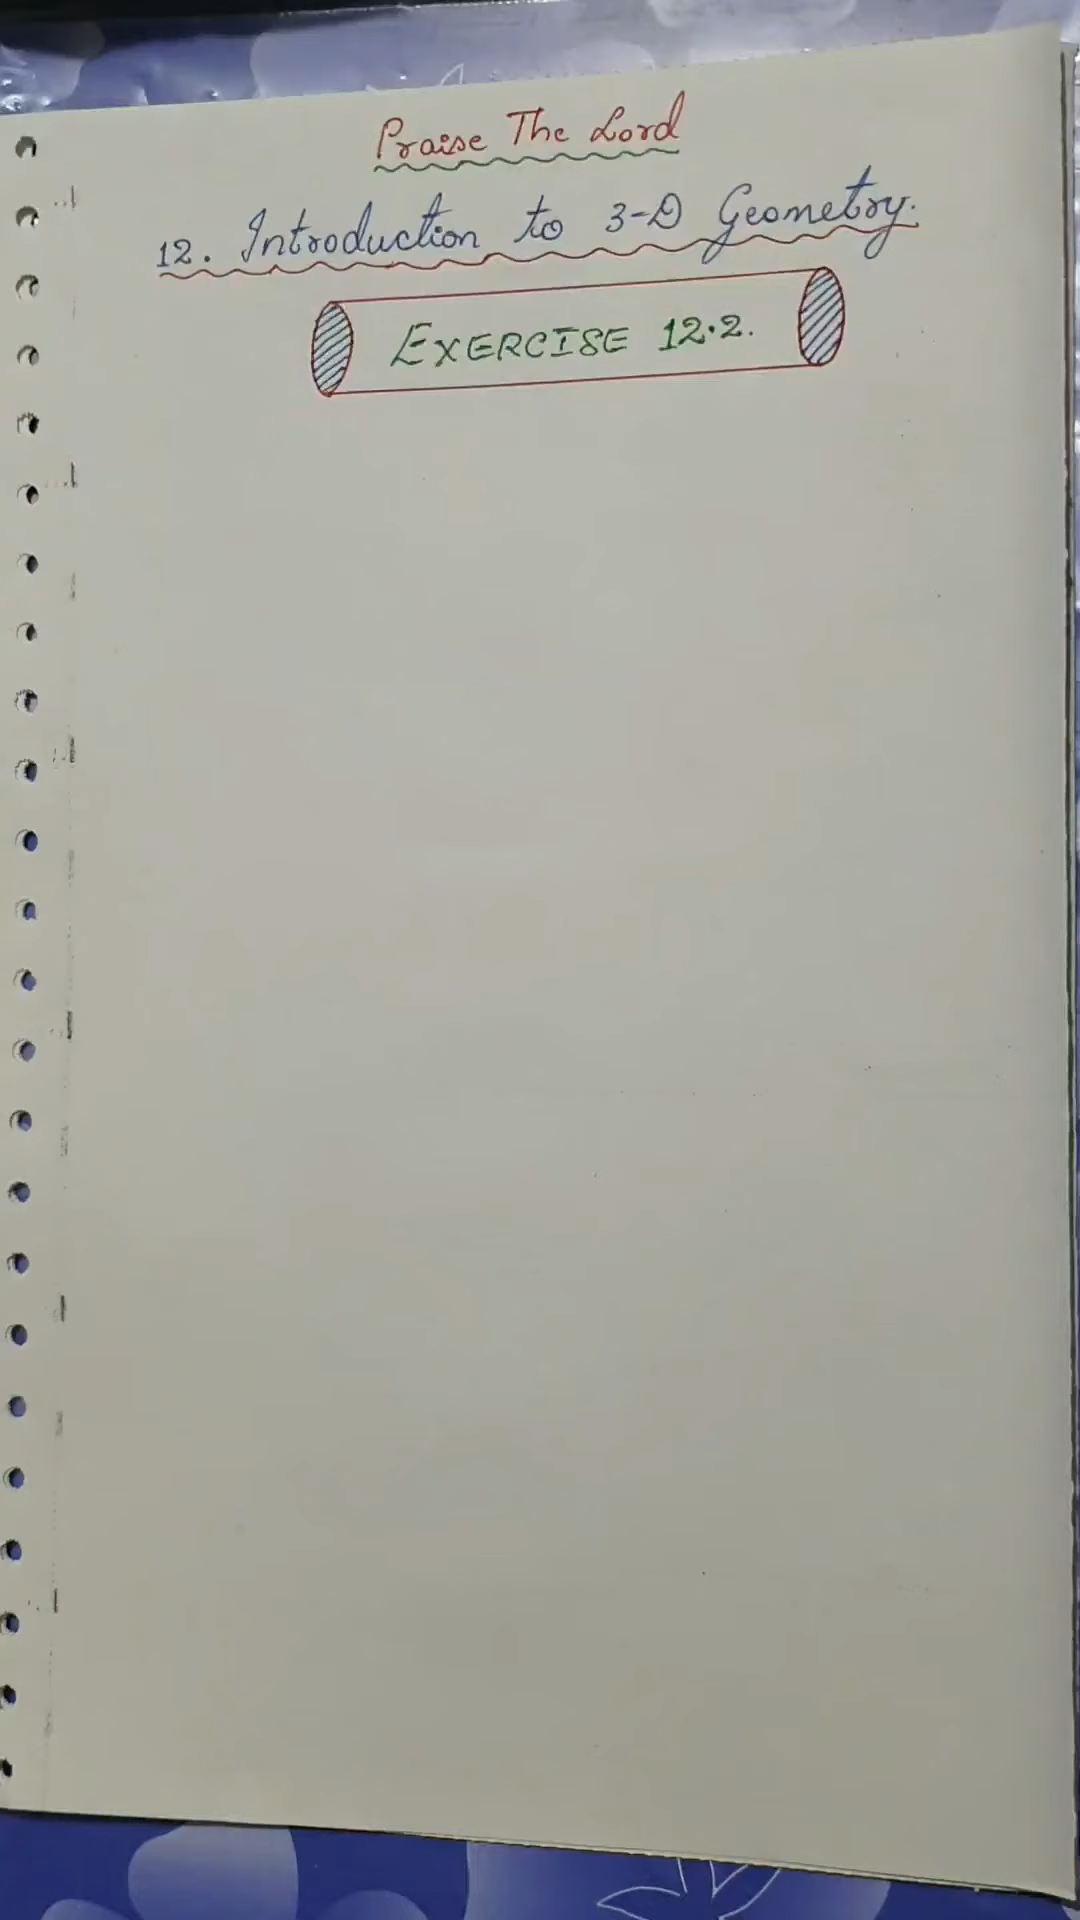 Praise The Lord
12. Introduction to 3-D Geometry.
EXERCISE 12.2.